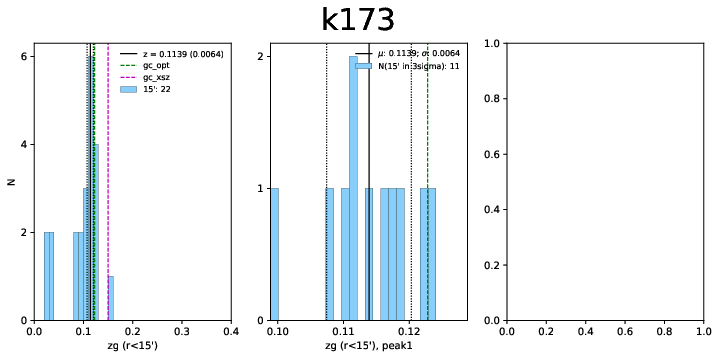 k173
6
4
2
0
N
0.0 0.1 0.2 0.3 0.4
zg (r<15')
z = 0.1139 (0.0064)
gc_opt
gc_xsz
15': 22
2
1
0
0.10 0.11 0.12
zg (r<15'), peak1
μ: 0.1139; σ: 0.0064
N(15' in 3sigma): 11
1.0
0.8
0.6
0.4
0.2
0.0
0.0 0.2 0.4 0.6 0.8 1.0